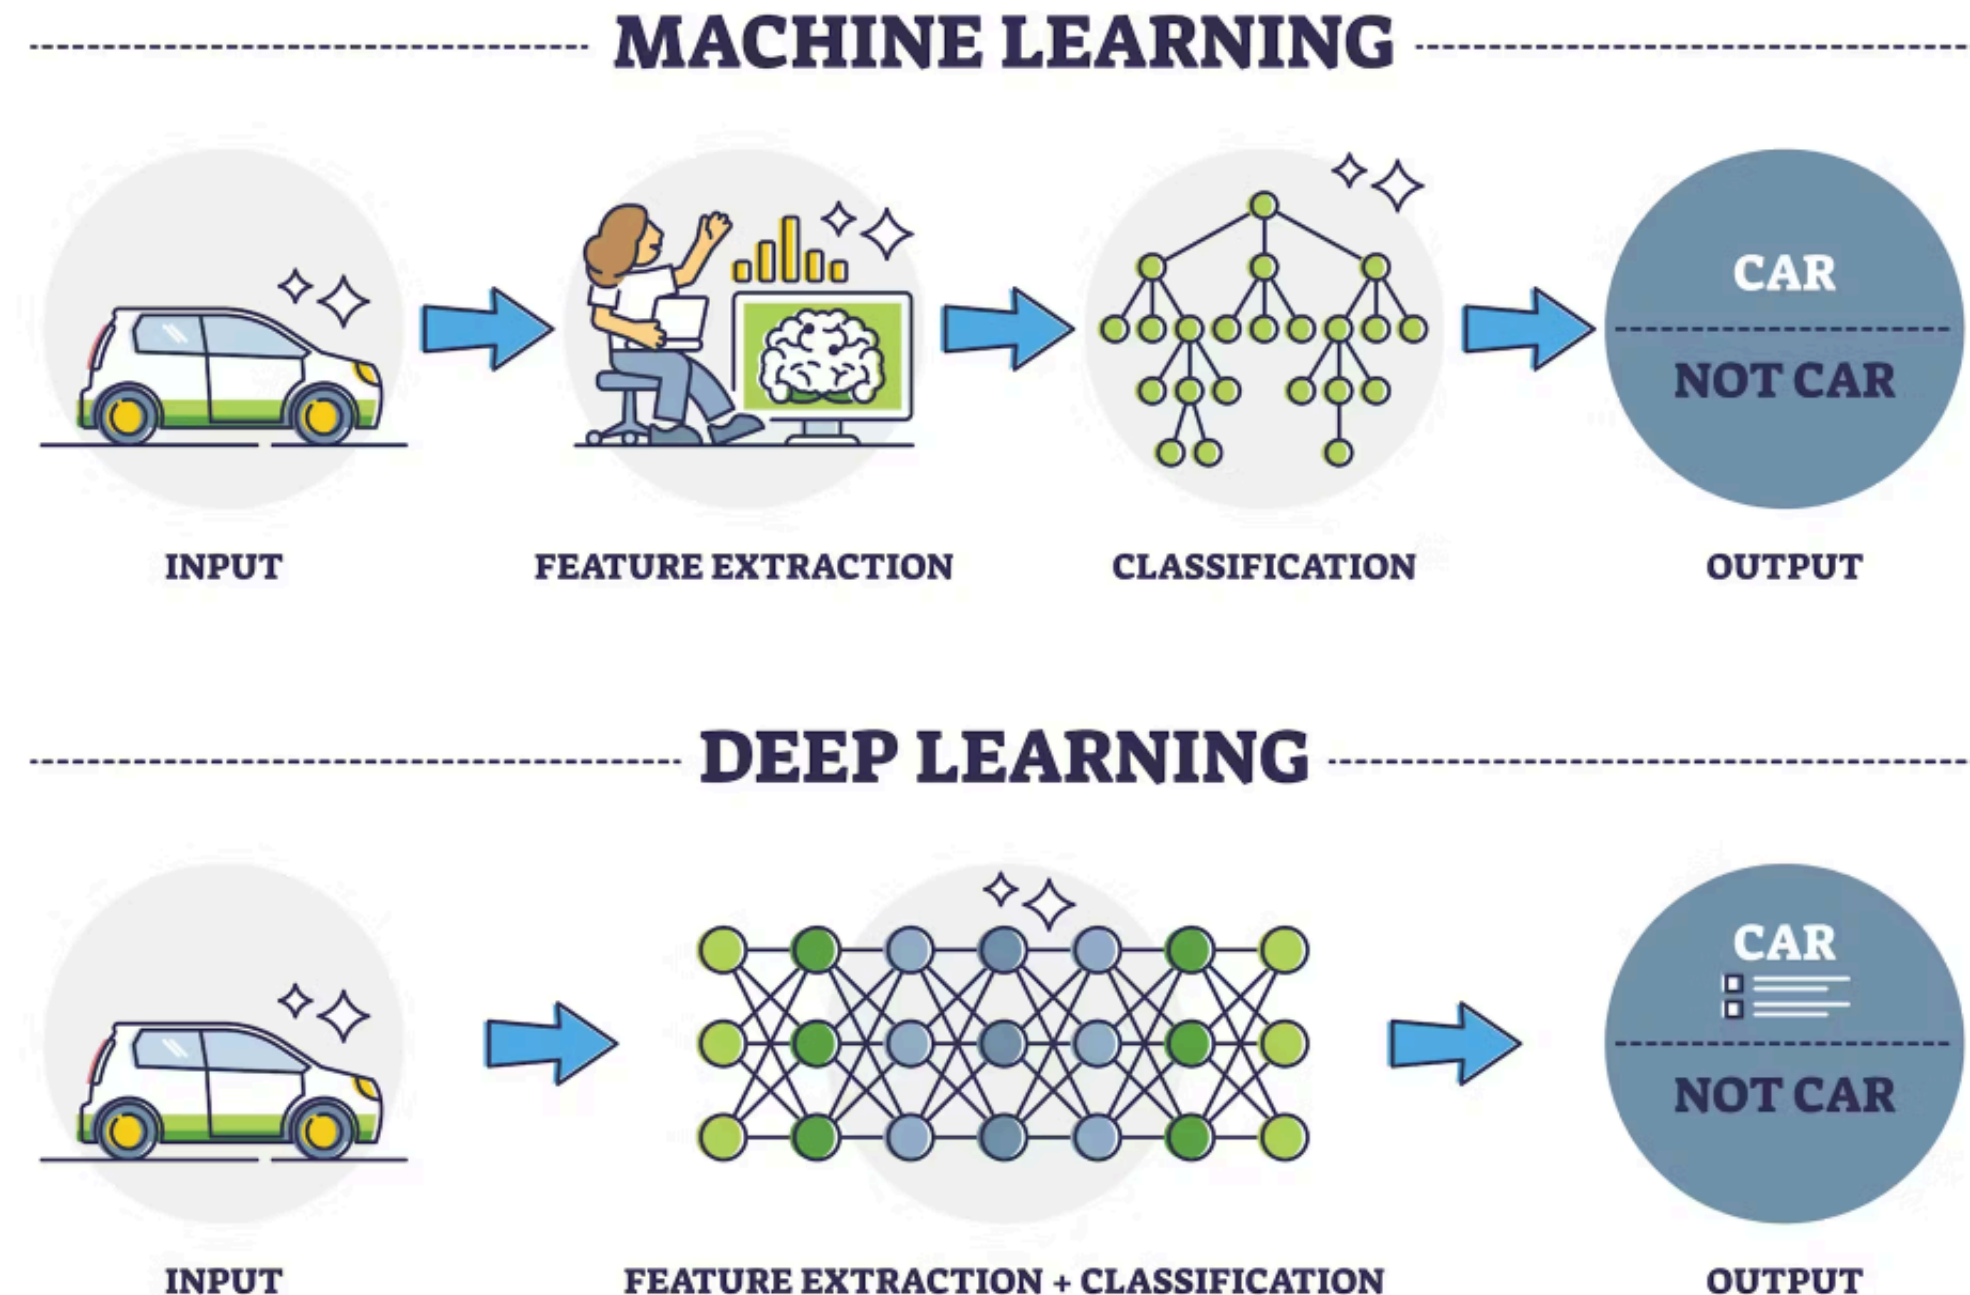 MACHINE LEARNING
CAR
NOT CAR
INPUT
FEATURE EXTRACTION
CLASSIFICATION
OUTPUT
DEEP LEARNING
CAR
NOT CAR
INPUT
FEATURE EXTRACTION + CLASSIFICATION
OUTPUT